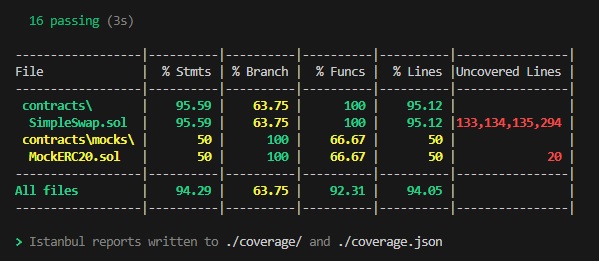 16 passing (3s)
-----------------|----------|----------|----------|----------|----------------|
File             |  % Stmts | % Branch |  % Funcs |  % Lines |Uncovered Lines |
-----------------|----------|----------|----------|----------|----------------|
 contracts\      |    95.59 |    63.75 |      100 |    95.12 |                |
  SimpleSwap.sol |    95.59 |    63.75 |      100 |    95.12 |133,134,135,294 |
 contracts\mocks\ |       50 |      100 |    66.67 |       50 |                |
  MockERC20.sol  |       50 |      100 |    66.67 |       50 |             20 |
-----------------|----------|----------|----------|----------|----------------|
All files        |    94.29 |    63.75 |    92.31 |    94.05 |                |
-----------------|----------|----------|----------|----------|----------------|
> Istanbul reports written to ./coverage/ and ./coverage.json